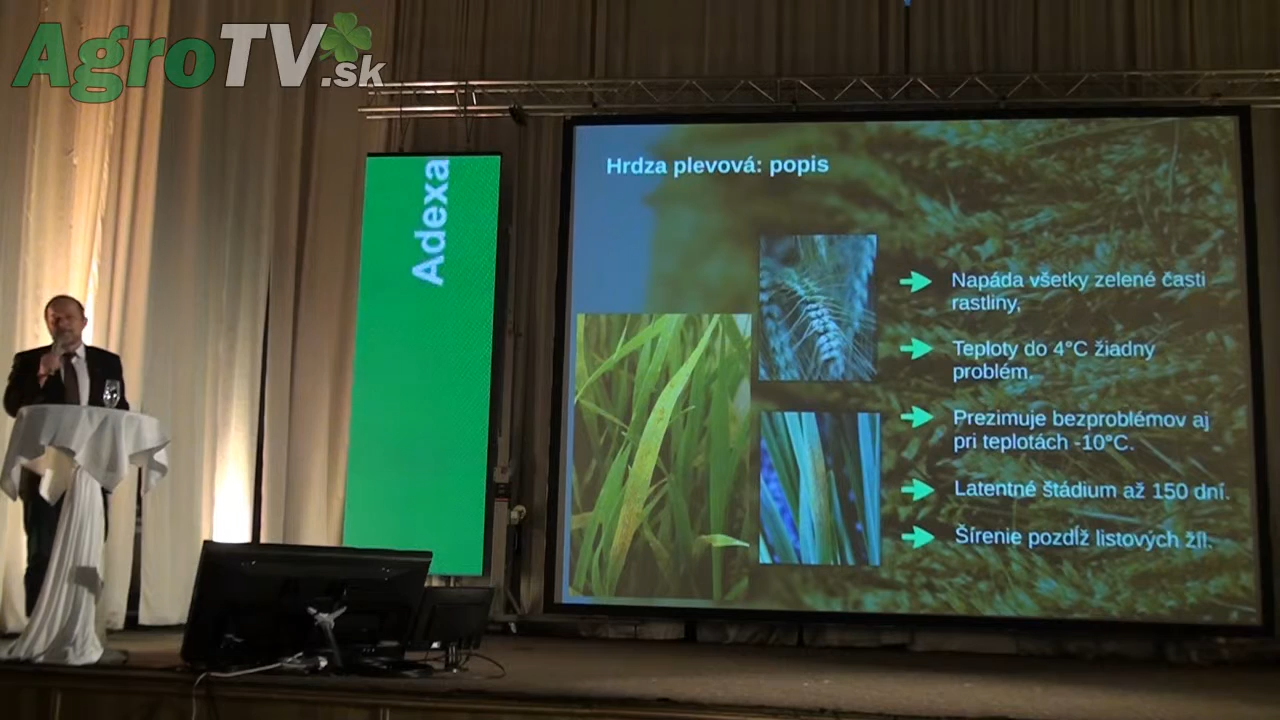 AgroTV.sk
Adexa
Hrdza plevová: popis
Napáda všetky zelené časti
rastliny,
Teploty do 4°C žiadny
problém.
Prezimuje bezproblémov aj
pri teplotách -10°C.
Latentné štádium až 150 dní.
Šírenie pozdĺž listových žíl.